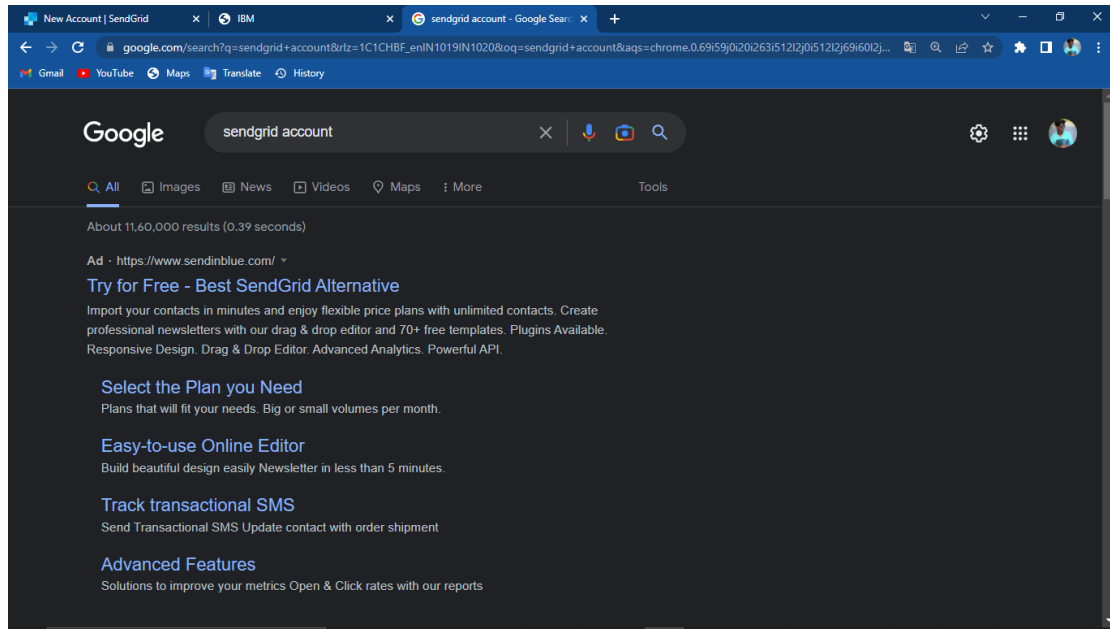 New Account | SendGrid
IBM
sendgrid account - Google Searc
google.com/search?q=sendgrid+account&rlz=1C1CHBF_enIN1019IN1020&oq=sendgrid+account&aqs=chrome.0.69i59j0i20i263i512l2j0i512l2j69i60l2j...
Gmail
YouTube
Maps
Translate
History
Google
sendgrid account
All
Images
News
Videos
Maps
More
Tools
About 11,60,000 results (0.39 seconds)
Ad · https://www.sendinblue.com/
Try for Free - Best SendGrid Alternative
Import your contacts in minutes and enjoy flexible price plans with unlimited contacts. Create
professional newsletters with our drag & drop editor and 70+ free templates. Plugins Available.
Responsive Design. Drag & Drop Editor. Advanced Analytics. Powerful API.
Select the Plan you Need
Plans that will fit your needs. Big or small volumes per month.
Easy-to-use Online Editor
Build beautiful design easily Newsletter in less than 5 minutes.
Track transactional SMS
Send Transactional SMS Update contact with order shipment
Advanced Features
Solutions to improve your metrics Open & Click rates with our reports